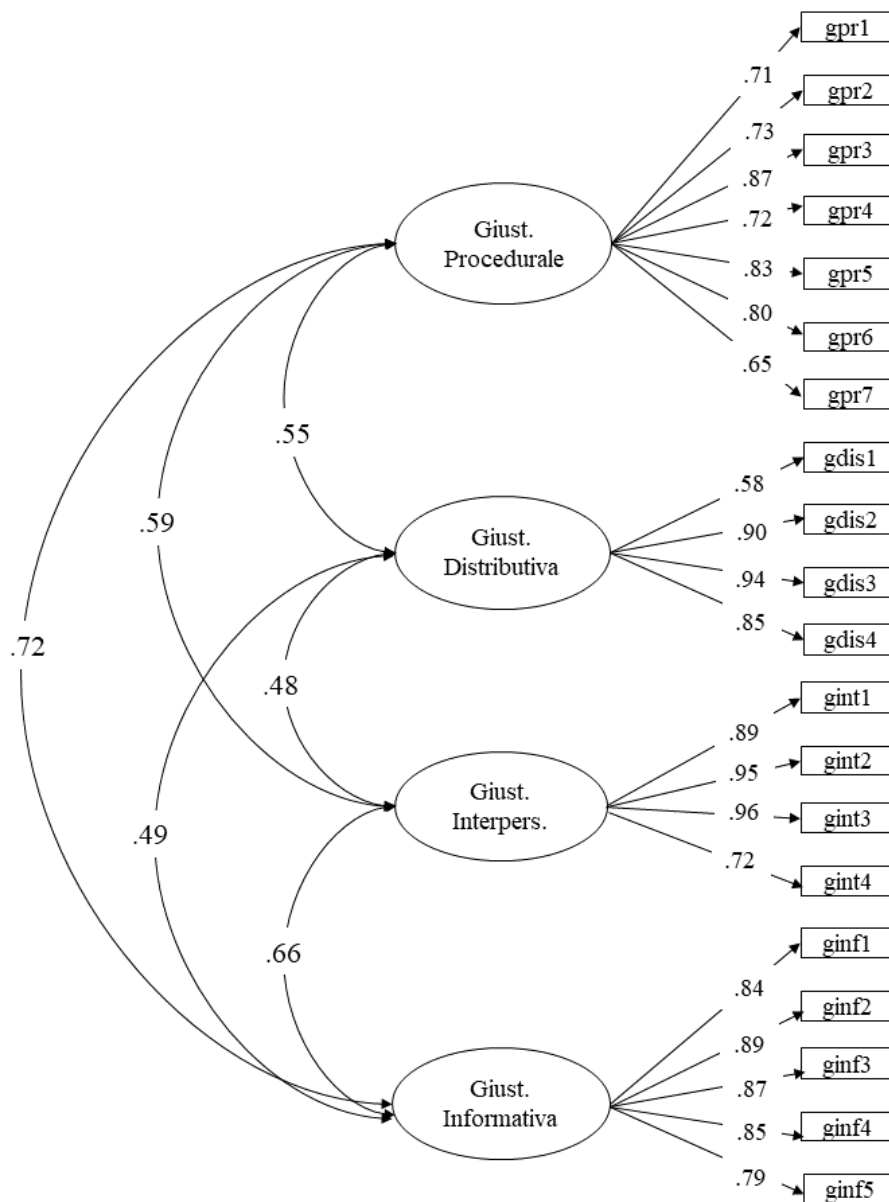 gpr1
.71
gpr2
.73
gpr3
.87
gpr4
.72
Giust.
Procedurale
.83
gpr5
.80
gpr6
.65
gpr7
.55
gdis1
.58
gdis2
.90
Giust.
Distributiva
.94
gdis3
.85
gdis4
.59
.72
.48
gint1
.89
gint2
.95
Giust.
Interpers.
.96
gint3
.72
gint4
.49
.66
ginf1
.84
ginf2
.89
ginf3
.87
Giust.
Informativa
.85
ginf4
.79
ginf5